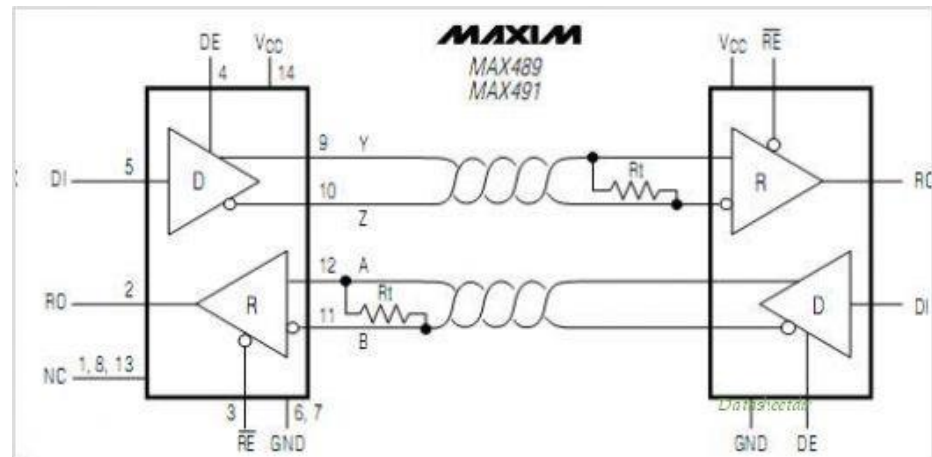 MAXIM
MAX489
MAX491
DE VCC
4 14
VCC RE
9 Y
5
DI
D
10
Z
Rt
R
12 A
RO 2
R
Rt
11
B
D
DI
NC 1, 8, 13
3
RE
6, 7
GND
Datasheetdir
GND DE